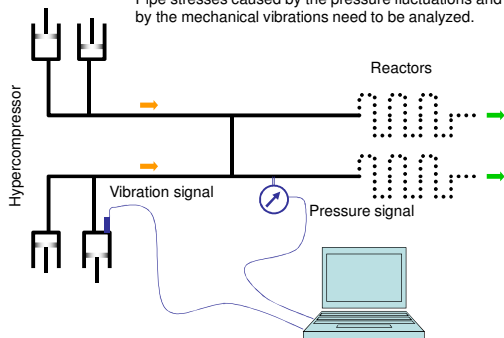 Pipe stresses caused by the pressure fluctuations and
by the mechanical vibrations need to be analyzed.
Reactors
Hypercompressor
Vibration signal
Pressure signal